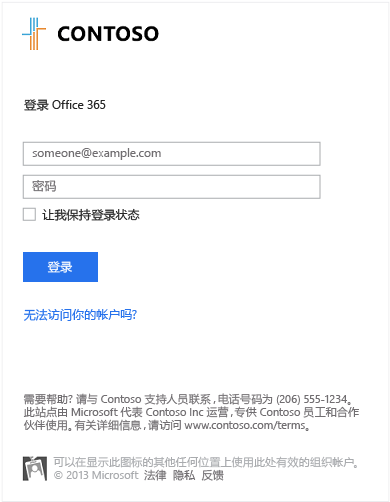 CONTOSO
登录 Office 365
someone@example.com
密码
让我保持登录状态
登录
无法访问你的帐户吗?
需要帮助? 请与 Contoso 支持人员联系，电话号码为 (206) 555-1234。
此站点由 Microsoft 代表 Contoso Inc 运营，专供 Contoso 员工和合作
伙伴使用。有关详细信息，请访问 www.contoso.com/terms。
可以在显示此图标的其他任何位置上使用此处有效的组织帐户。
© 2013 Microsoft 法律 隐私 反馈